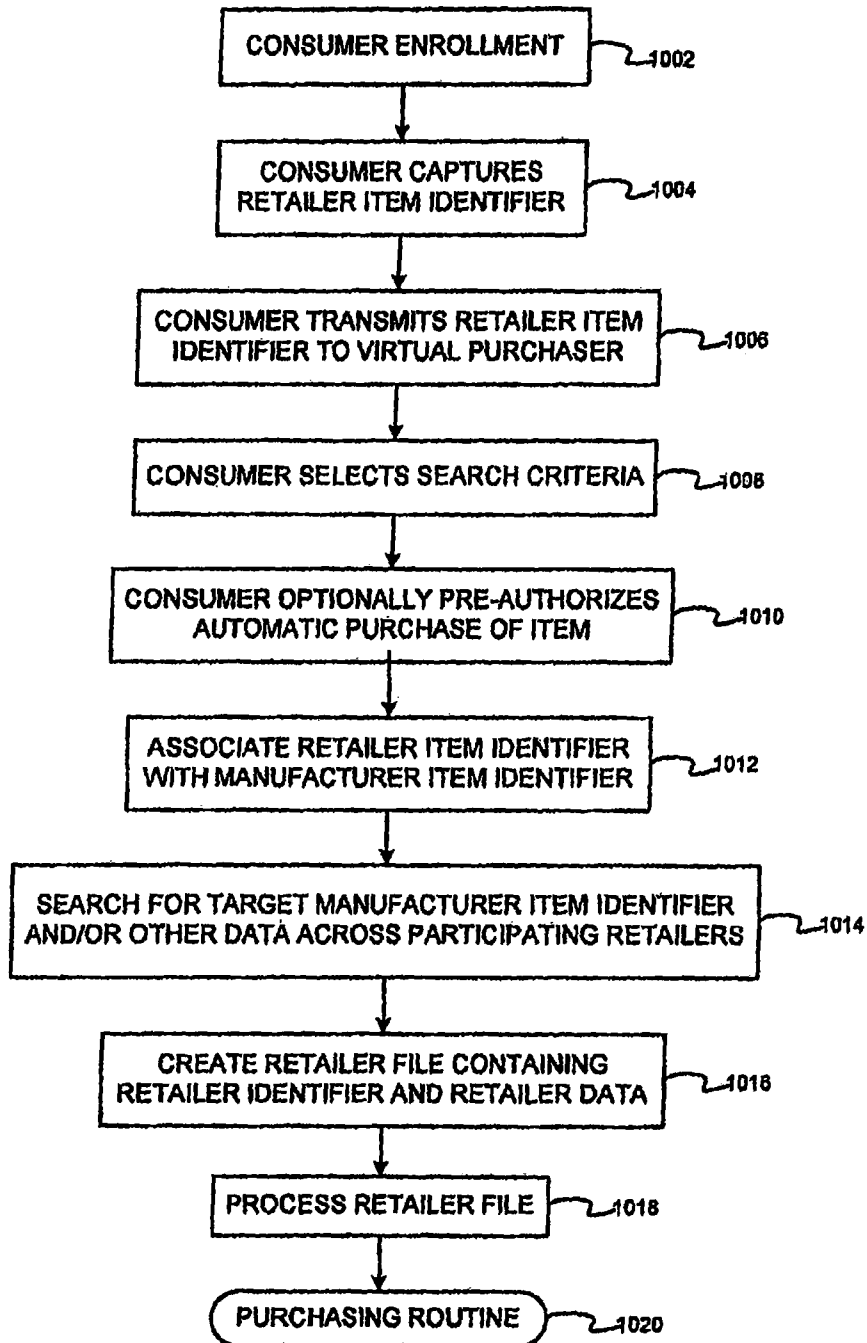 CONSUMER ENROLLMENT
1002
CONSUMER CAPTURES
RETAILER ITEM IDENTIFIER
1004
CONSUMER TRANSMITS RETAILER ITEM
IDENTIFIER TO VIRTUAL PURCHASER
1006
CONSUMER SELECTS SEARCH CRITERIA
1008
CONSUMER OPTIONALLY PRE-AUTHORIZES
AUTOMATIC PURCHASE OF ITEM
1010
ASSOCIATE RETAILER ITEM IDENTIFIER
WITH MANUFACTURER ITEM IDENTIFIER
1012
SEARCH FOR TARGET MANUFACTURER ITEM IDENTIFIER
AND/OR OTHER DATA ACROSS PARTICIPATING RETAILERS
1014
CREATE RETAILER FILE CONTAINING
RETAILER IDENTIFIER AND RETAILER DATA
1016
PROCESS RETAILER FILE
1018
PURCHASING ROUTINE
1020